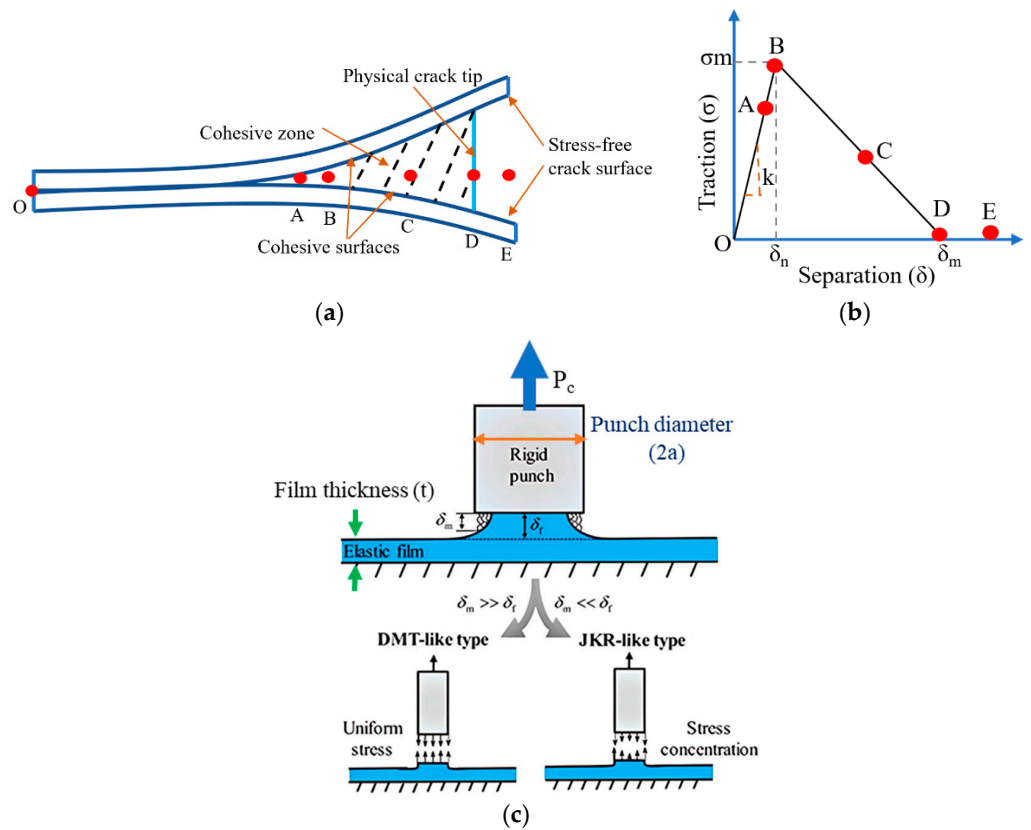 Physical crack tip
Cohesive zone
Stress-free
crack surface
O
A
B
C
D
E
Cohesive surfaces
(a)
σm
B
A
C
k
D
E
O
δn
δm
Traction (σ)
Separation (δ)
(b)
Pc
Punch diameter
(2a)
Rigid
punch
Film thickness (t)
δm
δf
Elastic film
δm >> δf
δm << δf
DMT-like type
JKR-like type
Uniform
stress
Stress
concentration
(c)